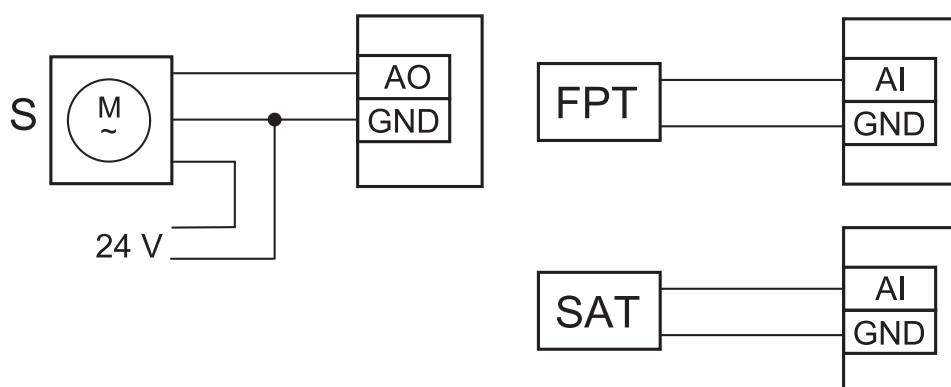 S
M
~
AO
GND
24 V
FPT
AI
GND
SAT
AI
GND